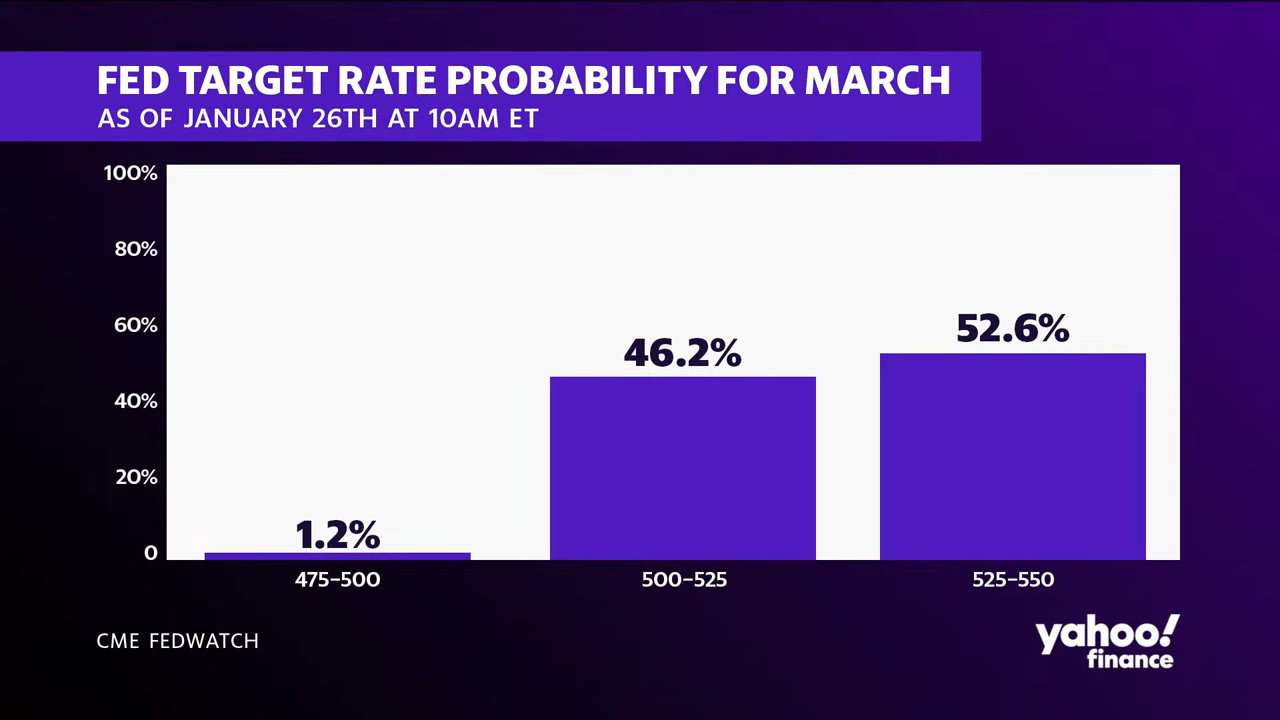 FED TARGET RATE PROBABILITY FOR MARCH
AS OF JANUARY 26TH AT 10AM ET
100%
80%
60%
40%
20%
0
1.2%
46.2%
52.6%
475–500
500–525
525–550
CME FEDWATCH
yahoo!
finance